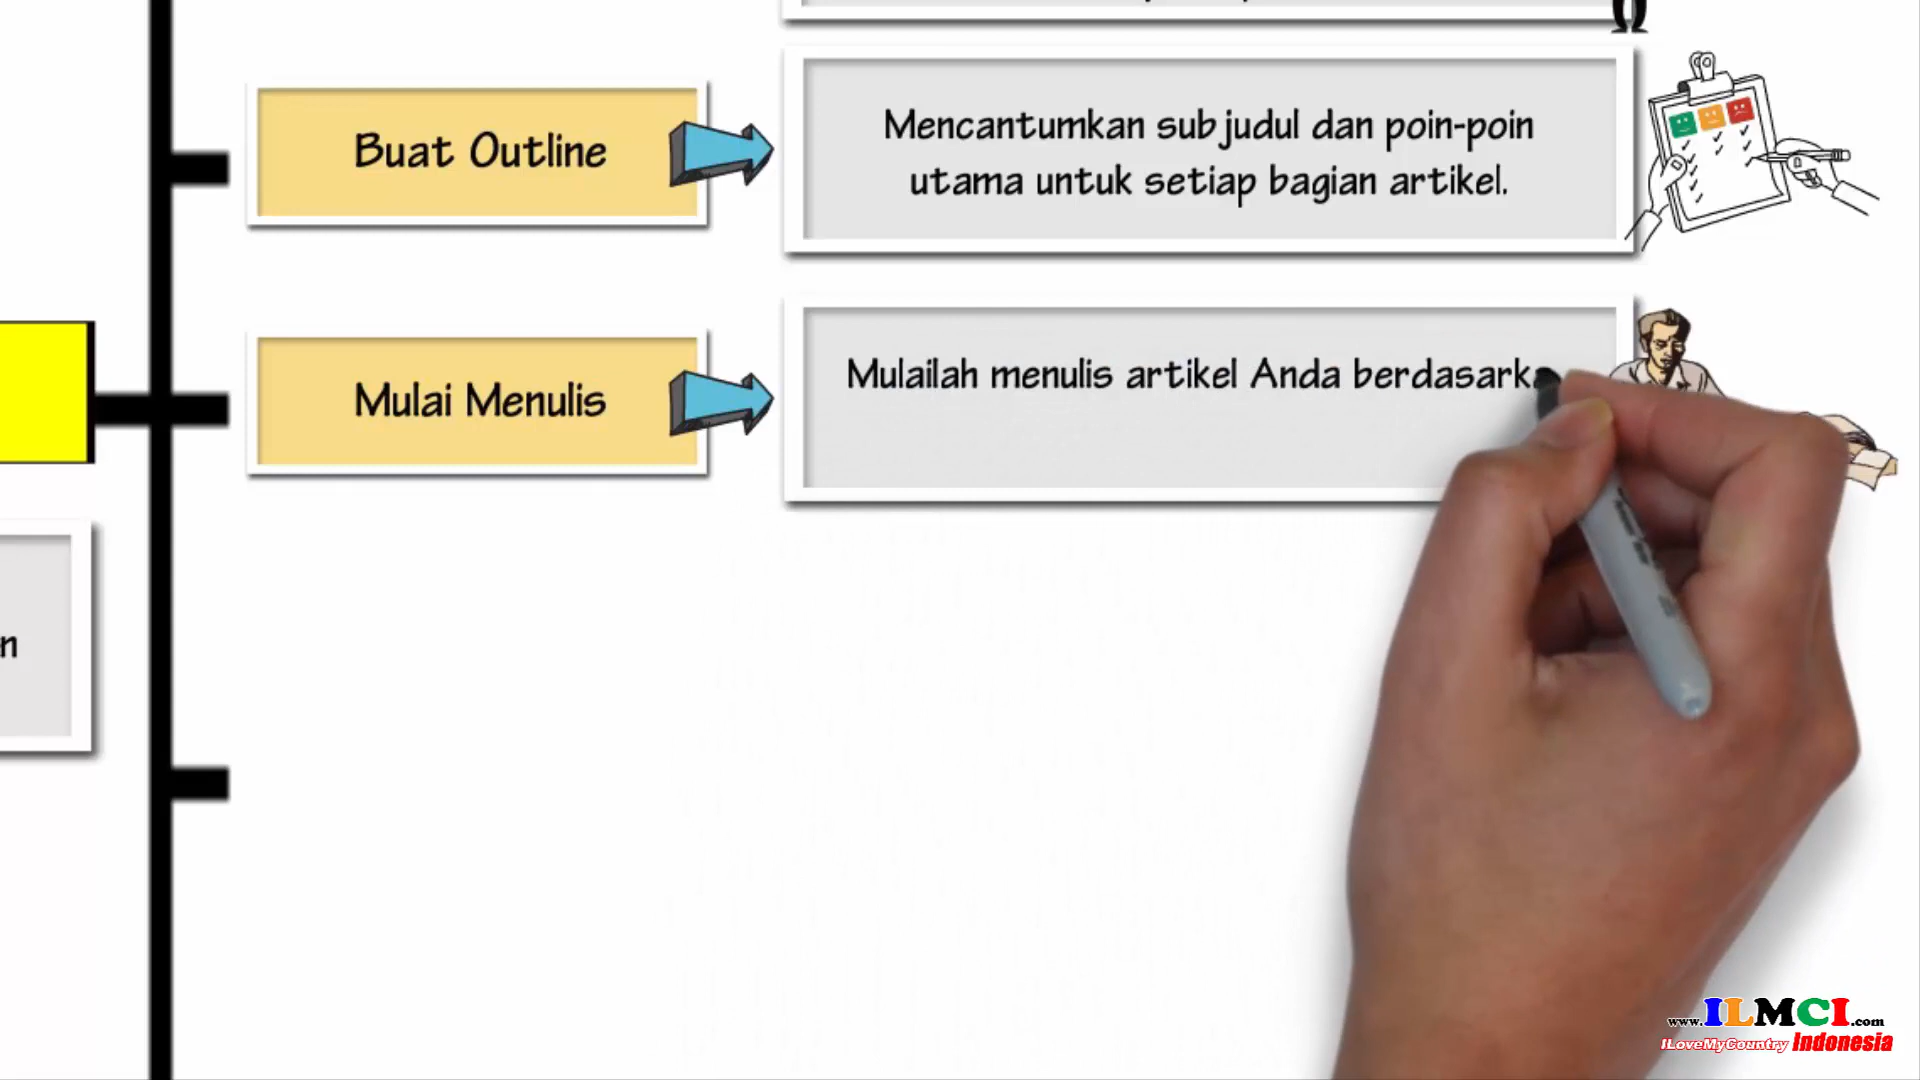 Buat Outline
Mencantumkan subjudul dan poin-poin
utama untuk setiap bagian artikel.
Mulai Menulis
Mulailah menulis artikel Anda
n
www.ILMCI.com
ILoveMyCountry Indonesia